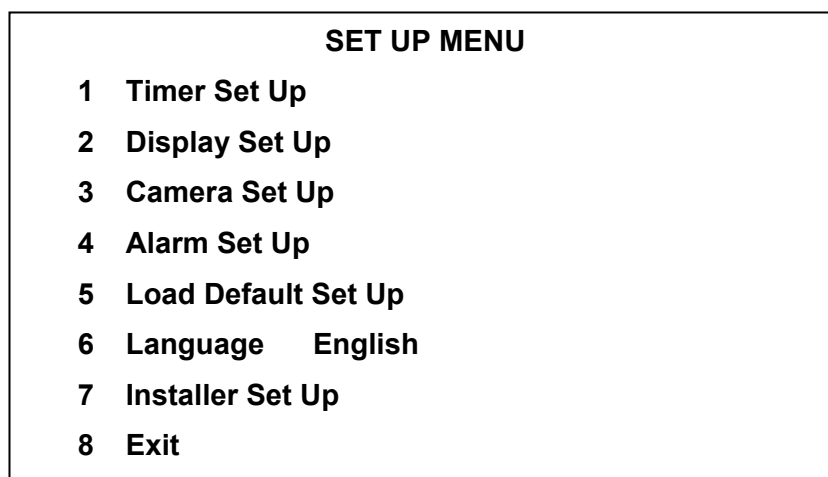 SET UP MENU
1 Timer Set Up
2 Display Set Up
3 Camera Set Up
4 Alarm Set Up
5 Load Default Set Up
6 Language English
7 Installer Set Up
8 Exit